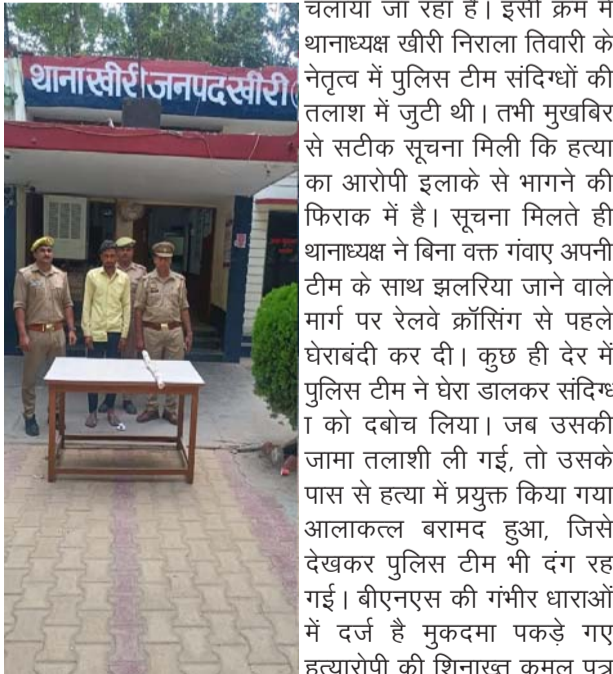 थाना खीरी जनपद खीरी
चलाया जा रहा है। इसी क्रम में
थानाध्यक्ष खीरी निराला तिवारी के
नेतृत्व में पुलिस टीम संदिग्धों की
तलाश में जुटी थी। तभी मुखबिर
से सटीक सूचना मिली कि हत्या
का आरोपी इलाके से भागने की
फिराक में है। सूचना मिलते ही
थानाध्यक्ष ने बिना वक्त गंवाए अपनी
टीम के साथ झलरिया जाने वाले
मार्ग पर रेलवे क्रॉसिंग से पहले
घेराबंदी कर दी। कुछ ही देर में
पुलिस टीम ने घेरा डालकर संदिग्ध
ा को दबोच लिया। जब उसकी
जामा तलाशी ली गई, तो उसके
पास से हत्या में प्रयुक्त किया गया
आलाकत्ल बरामद हुआ, जिसे
देखकर पुलिस टीम भी दंग रह
गई। बीएनएस की गंभीर धाराओं
में दर्ज है मुकदमा पकड़े गए
हत्यारोपी की शिनाख्त कमल पुत्र